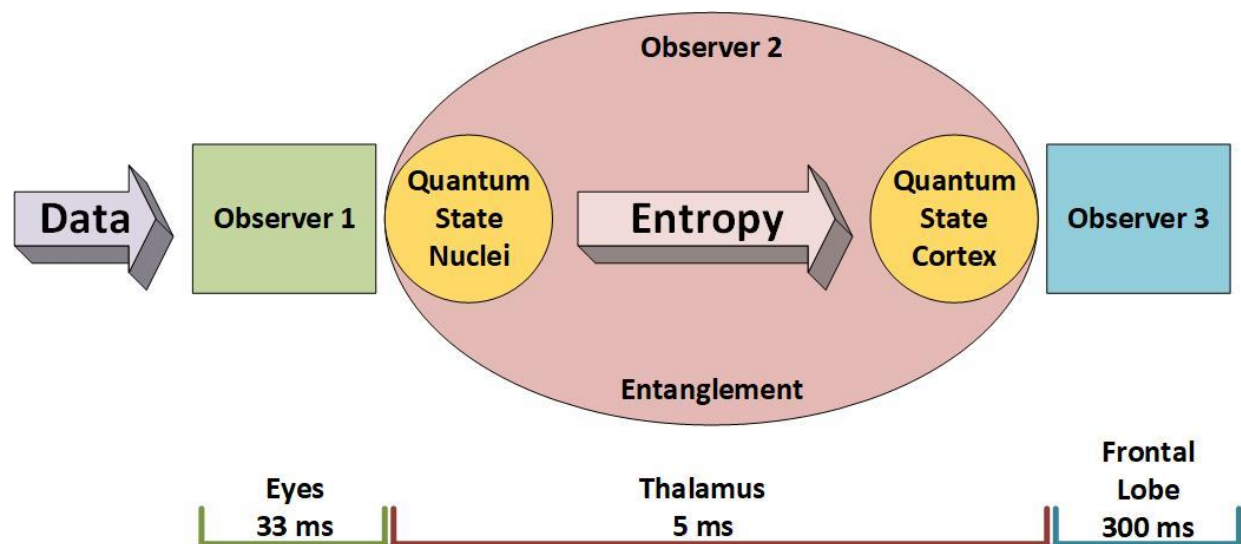 Observer 2
Data
Observer 1
Quantum
State
Nuclei
Entropy
Quantum
State
Cortex
Observer 3
Entanglement
Eyes
33 ms
Thalamus
5 ms
Frontal
Lobe
300 ms